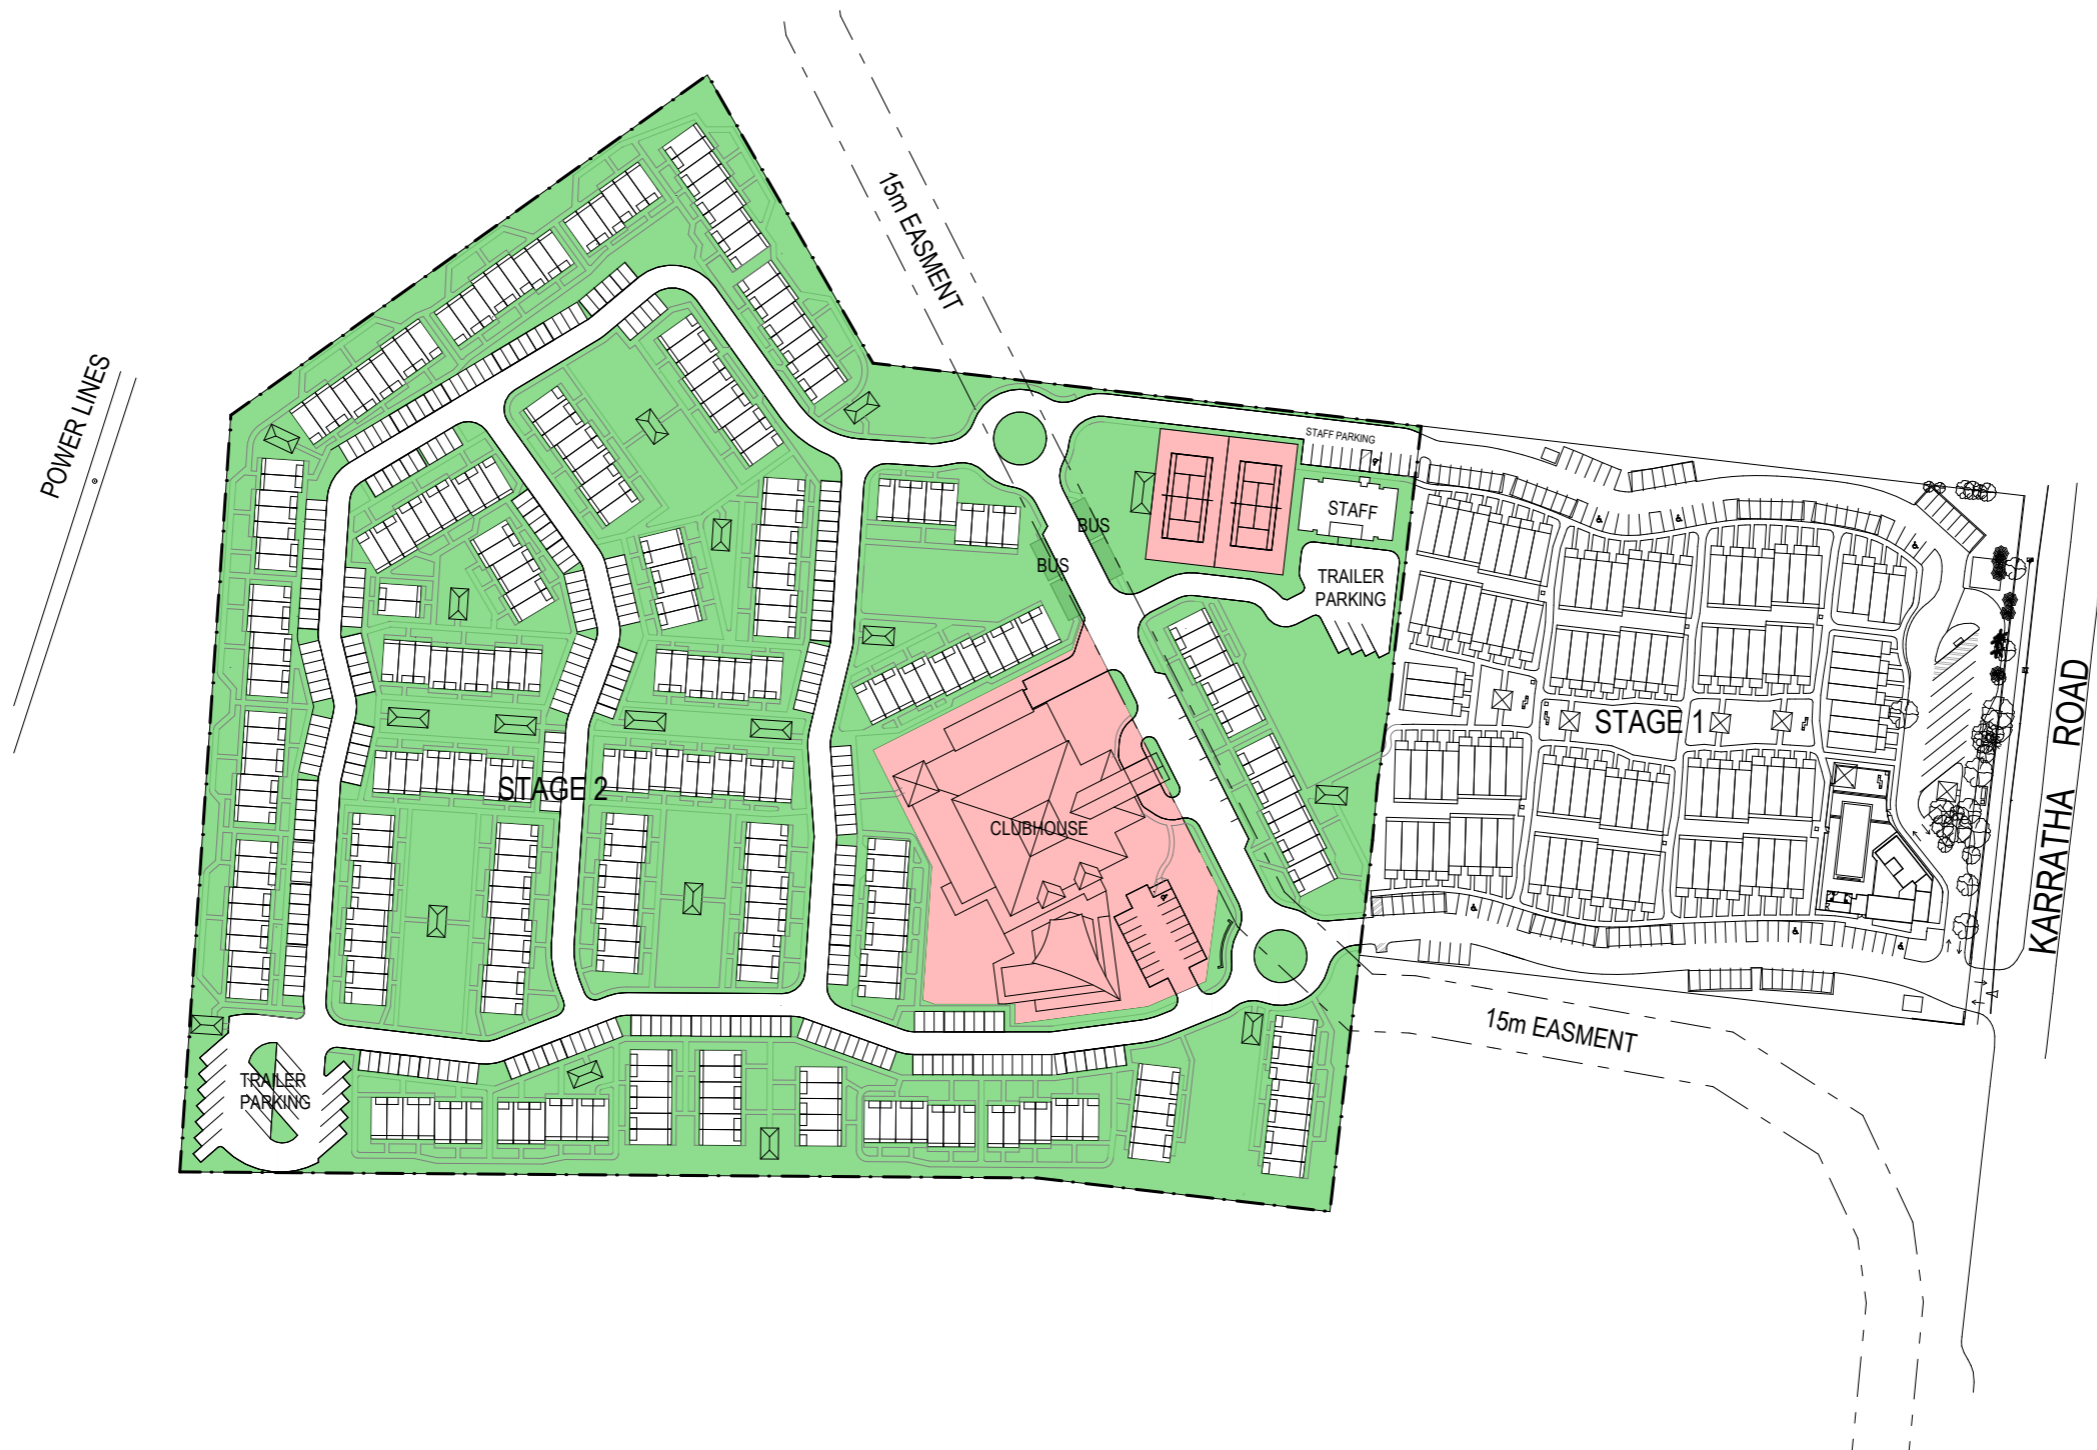 15m EASMENT
POWER LINES
STAFF PARKING
STAFF
BUS
BUS
TRAILER
PARKING
STAGE 1
KARRATHA ROAD
STAGE 2
CLUBHOUSE
15m EASMENT
TRAILER
PARKING